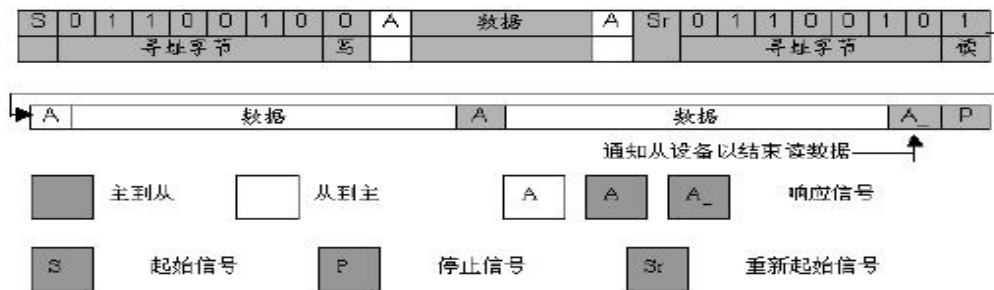 S 0 1 1 0 0 1 0 0 A 数据 A Sr 0 1 1 0 0 1 0 1
寻址字节 写 寻址字节 读
A 数据 A 数据 A_ P
通知从设备以结束读数据
主到从 从到主 A A A_ 响应信号
S 起始信号 P 停止信号 Sr 重新起始信号